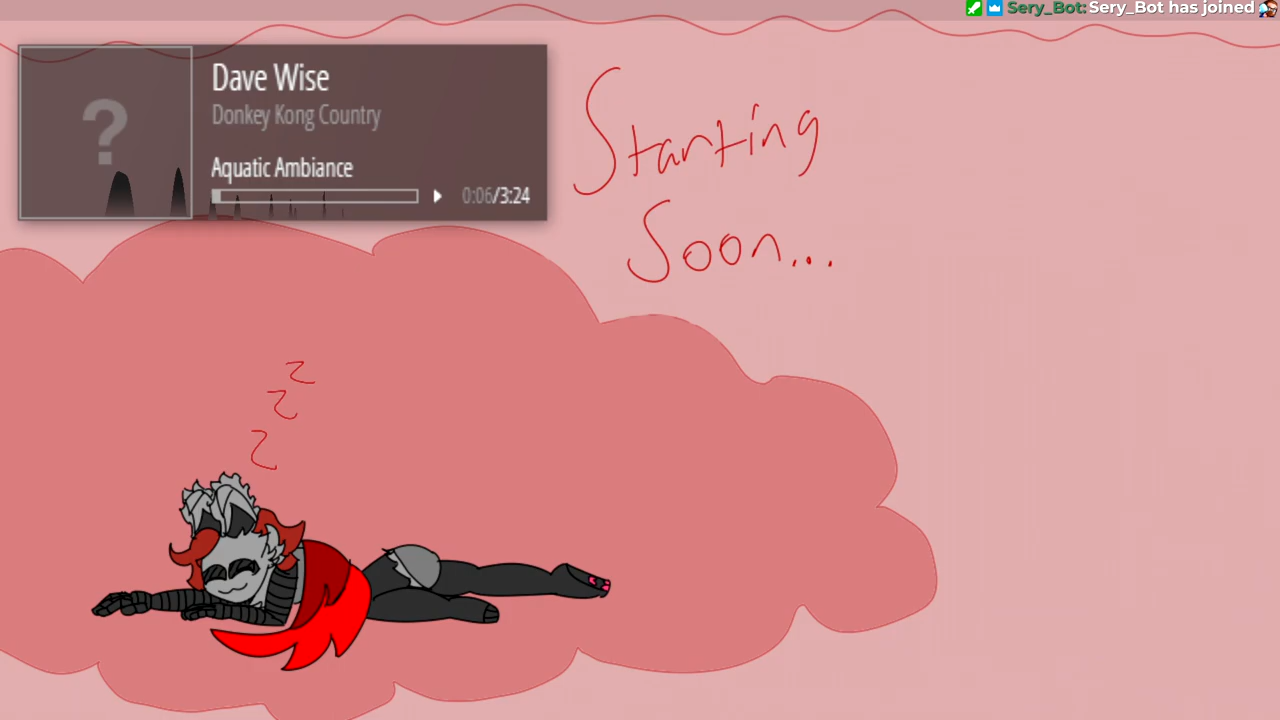 Sery_Bot: Sery_Bot has joined
Dave Wise
Donkey Kong Country
Aquatic Ambiance
0:06/3:24
?
Starting
Soon...
z
z
z